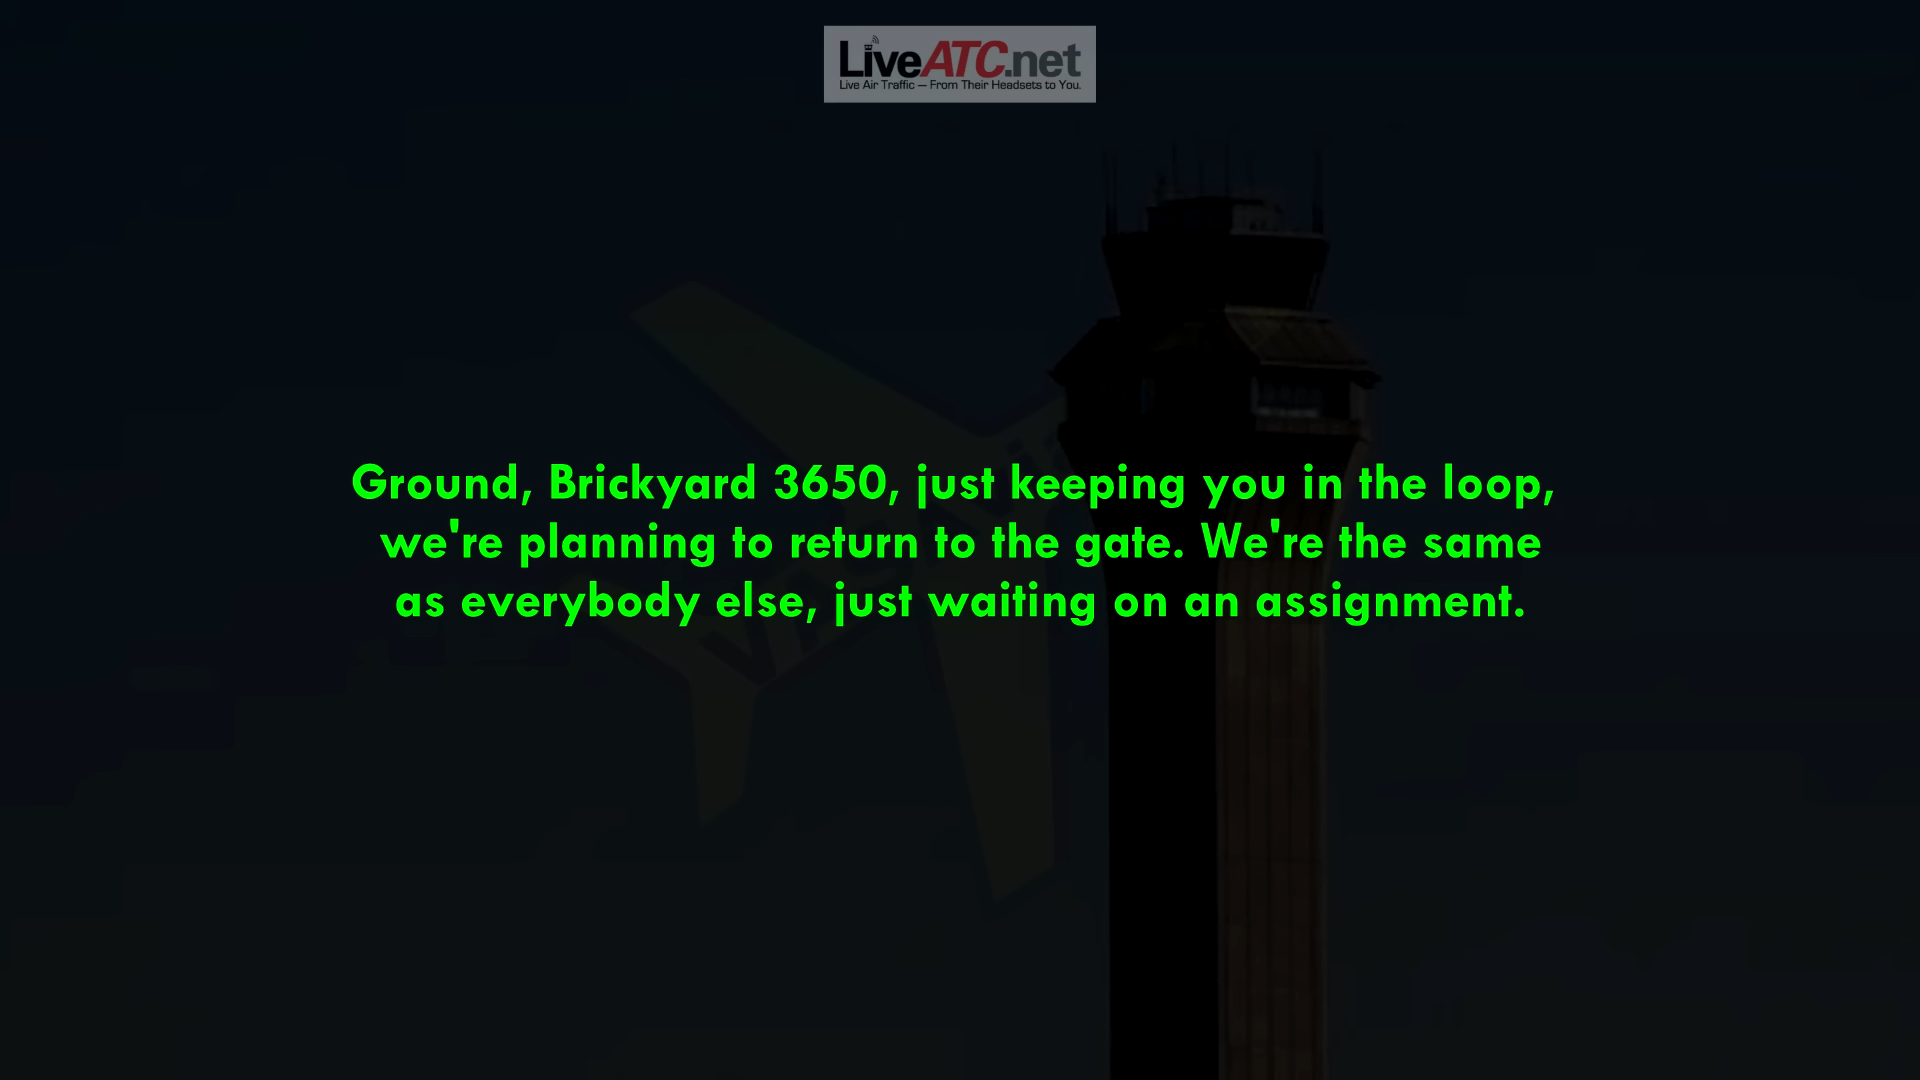 LiveATC.net
Live Air Traffic — From Their Headsets to You.
Ground, Brickyard 3650, just keeping you in the loop,
we're planning to return to the gate. We're the same
as everybody else, just waiting on an assignment.